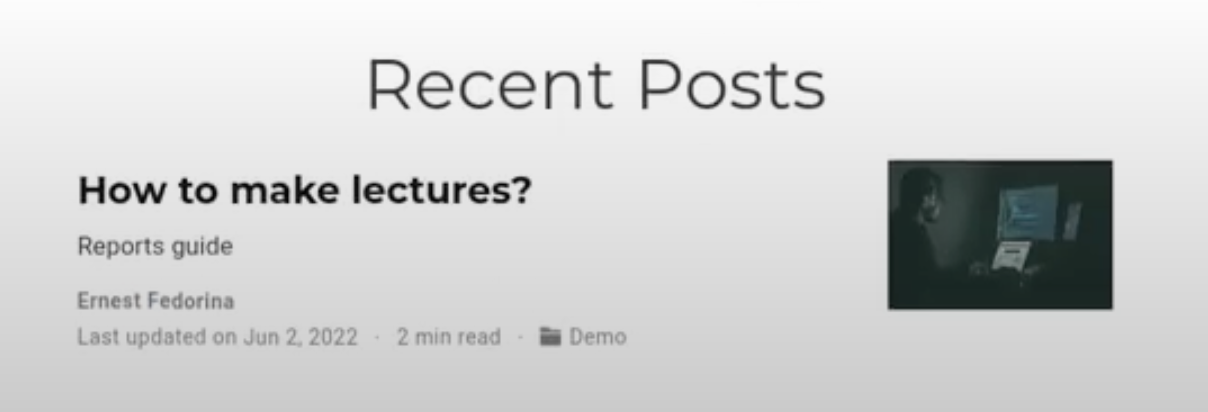 Recent Posts
How to make lectures?
Reports guide
Ernest Fedorina
Last updated on Jun 2, 2022 · 2 min read · Demo